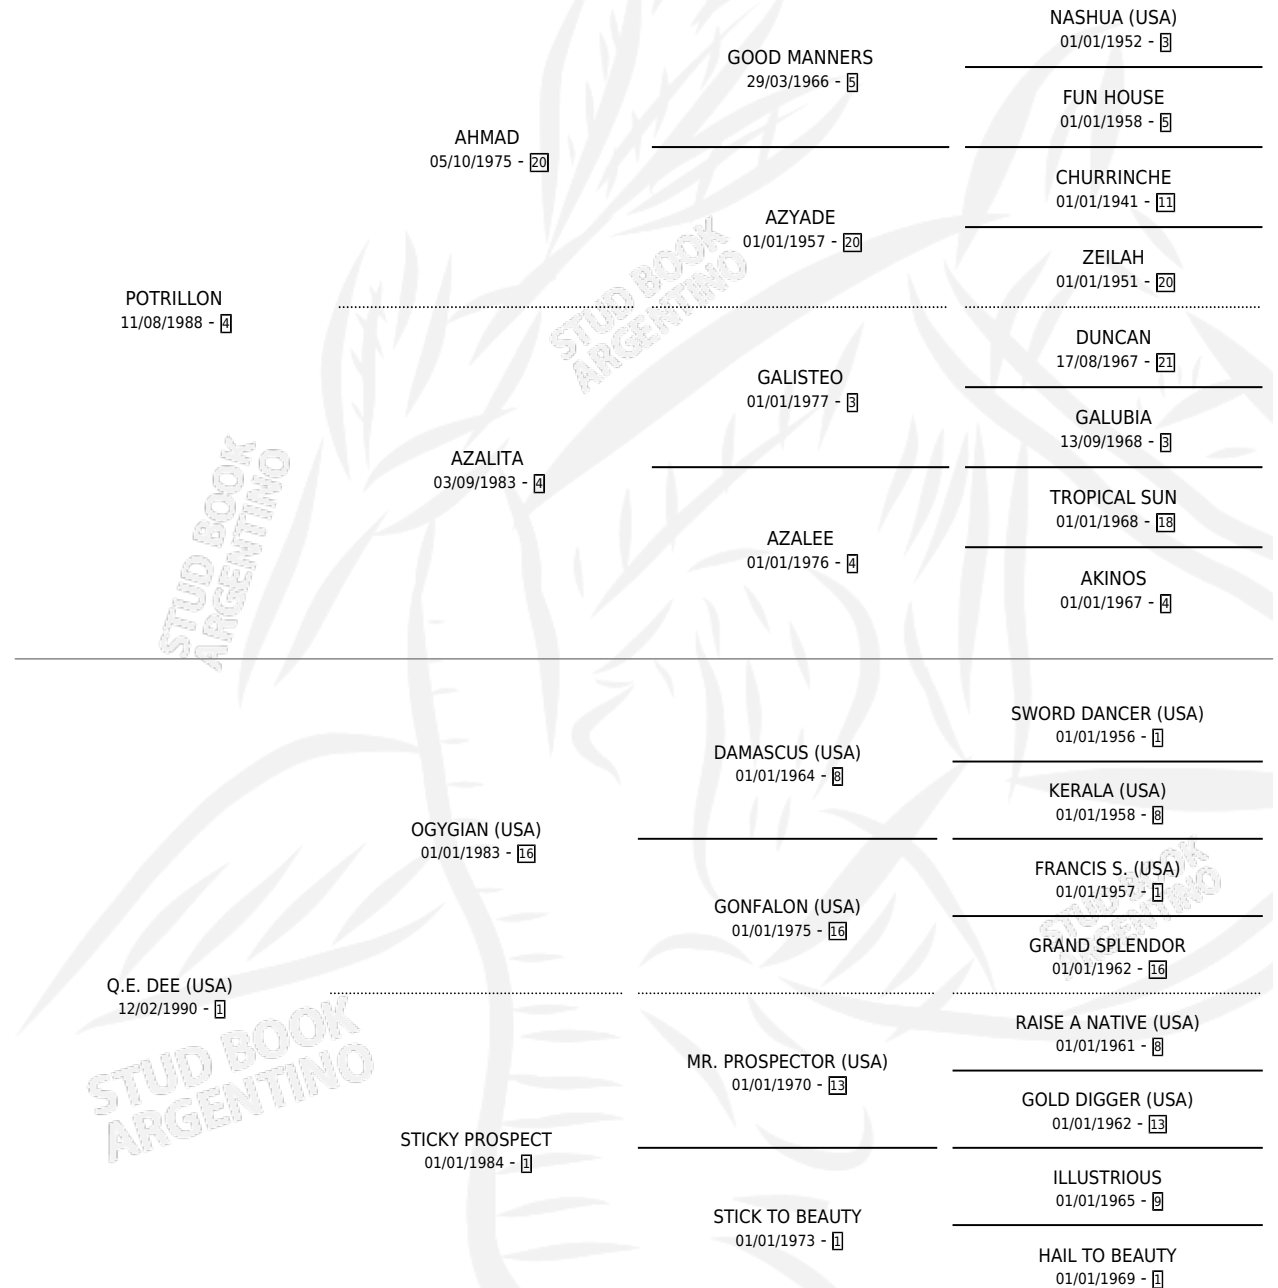 NASHUA (USA)
01/01/1952 - 3
GOOD MANNERS
29/03/1966 - 5
FUN HOUSE
01/01/1958 - 5
AHMAD
05/10/1975 - 20
CHURRINCHE
01/01/1941 - 11
AZYADE
01/01/1957 - 20
ZEILAH
01/01/1951 - 20
POTRILLON
11/08/1988 - 4
STUD BOOK
ARGENTINO
DUNCAN
17/08/1967 - 21
GALISTEO
01/01/1977 - 3
GALUBIA
13/09/1968 - 3
AZALITA
03/09/1983 - 4
TROPICAL SUN
01/01/1968 - 18
AZALEE
01/01/1976 - 4
AKINOS
01/01/1967 - 4
STUD BOOK
ARGENTINO
SWORD DANCER (USA)
01/01/1956 - 1
DAMASCUS (USA)
01/01/1964 - 8
KERALA (USA)
01/01/1958 - 8
OGYGIAN (USA)
01/01/1983 - 16
FRANCIS S. (USA)
01/01/1957 - 1
GONFALON (USA)
01/01/1975 - 16
STUD BOOK
ARGENTINO
GRAND SPLENDOR
01/01/1962 - 16
Q.E. DEE (USA)
12/02/1990 - 1
RAISE A NATIVE (USA)
01/01/1961 - 8
MR. PROSPECTOR (USA)
01/01/1970 - 13
STUD BOOK
ARGENTINO
GOLD DIGGER (USA)
01/01/1962 - 13
STICKY PROSPECT
01/01/1984 - 1
ILLUSTRIOUS
01/01/1965 - 9
STICK TO BEAUTY
01/01/1973 - 1
HAIL TO BEAUTY
01/01/1969 - 1